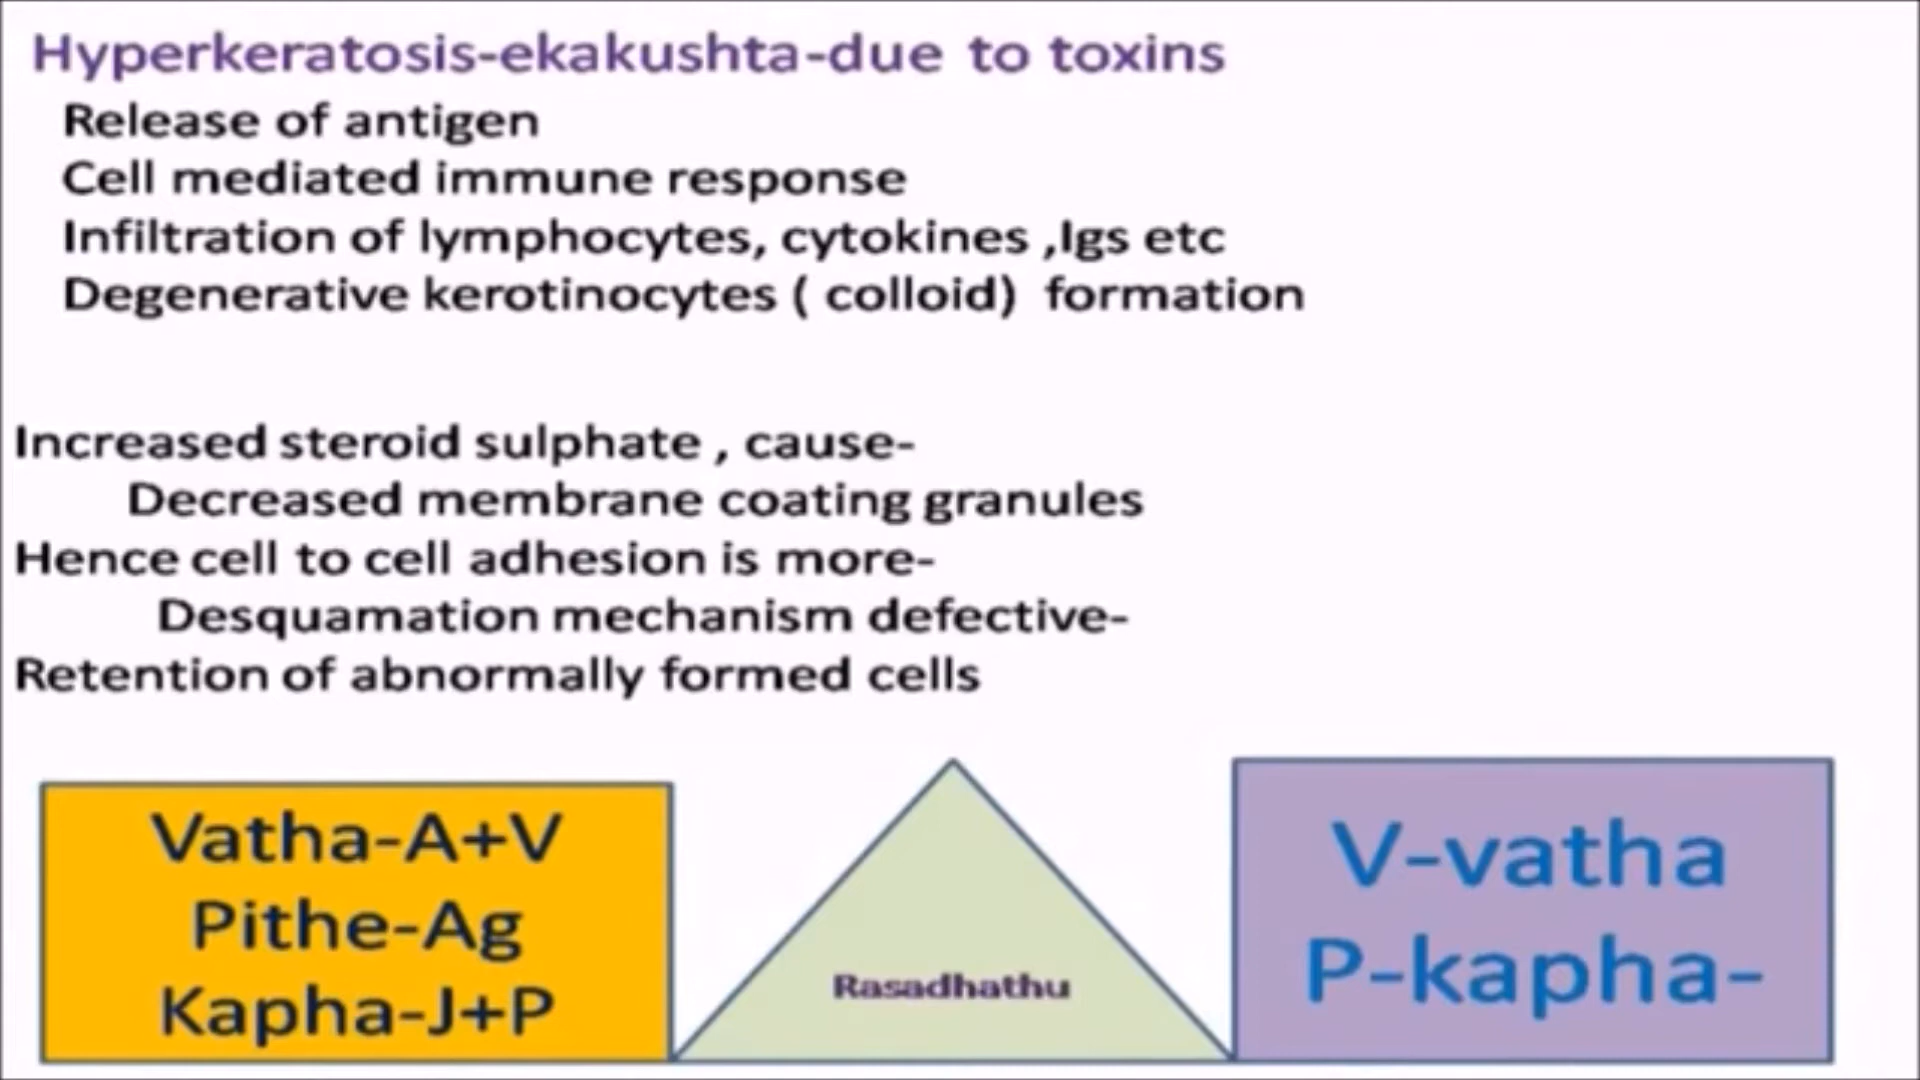 Hyperkeratosis-ekakushta-due to toxins
Release of antigen
Cell mediated immune response
Infiltration of lymphocytes, cytokines ,Igs etc
Degenerative kerotinocytes ( colloid) formation
Increased steroid sulphate , cause-
Decreased membrane coating granules
Hence cell to cell adhesion is more-
Desquamation mechanism defective-
Retention of abnormally formed cells
Vatha-A+V
Pithe-Ag
Kapha-J+P
Rasadhathu
V-vatha
P-kapha-